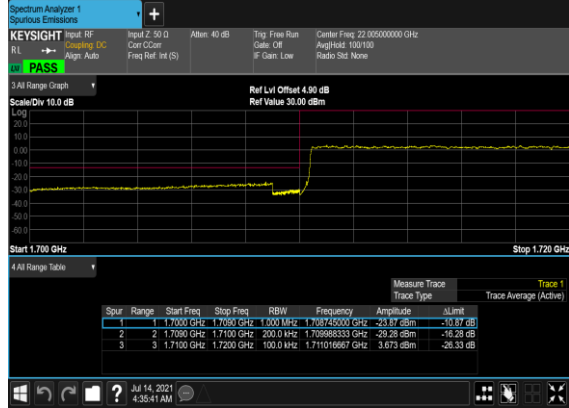 Spectrum Analyzer 1
Spurious Emissions
KEYSIGHT Input: RF Input Z: 50 Ω Atten: 40 dB Trig: Free Run Center Freq: 22.005000000 GHz
RL Coupling: DC Corr CCorr Gate: Off Avg|Hold: 100/100
Align: Auto Freq Ref: Int (S) IF Gain: Low Radio Std: None
PASS
3 All Range Graph Ref Lvl Offset 4.90 dB
Scale/Div 10.0 dB Ref Value 30.00 dBm
Log
20.0
10.0
0.00
-10.0
-20.0
-30.0
-40.0
-50.0
-60.0
Start 1.700 GHz Stop 1.720 GHz
4 All Range Table
Measure Trace Trace 1
Trace Type Trace Average (Active)
Spur Range Start Freq Stop Freq RBW Frequency Amplitude ΔLimit
1 1 1.7000 GHz 1.7090 GHz 1.000 MHz 1.708745000 GHz -23.87 dBm -10.87 dB
2 2 1.7090 GHz 1.7100 GHz 200.0 kHz 1.709988333 GHz -29.28 dBm -16.28 dB
3 3 1.7100 GHz 1.7200 GHz 100.0 kHz 1.711016667 GHz 3.673 dBm -26.33 dB
? Jul 14, 2021
4:35:41 AM